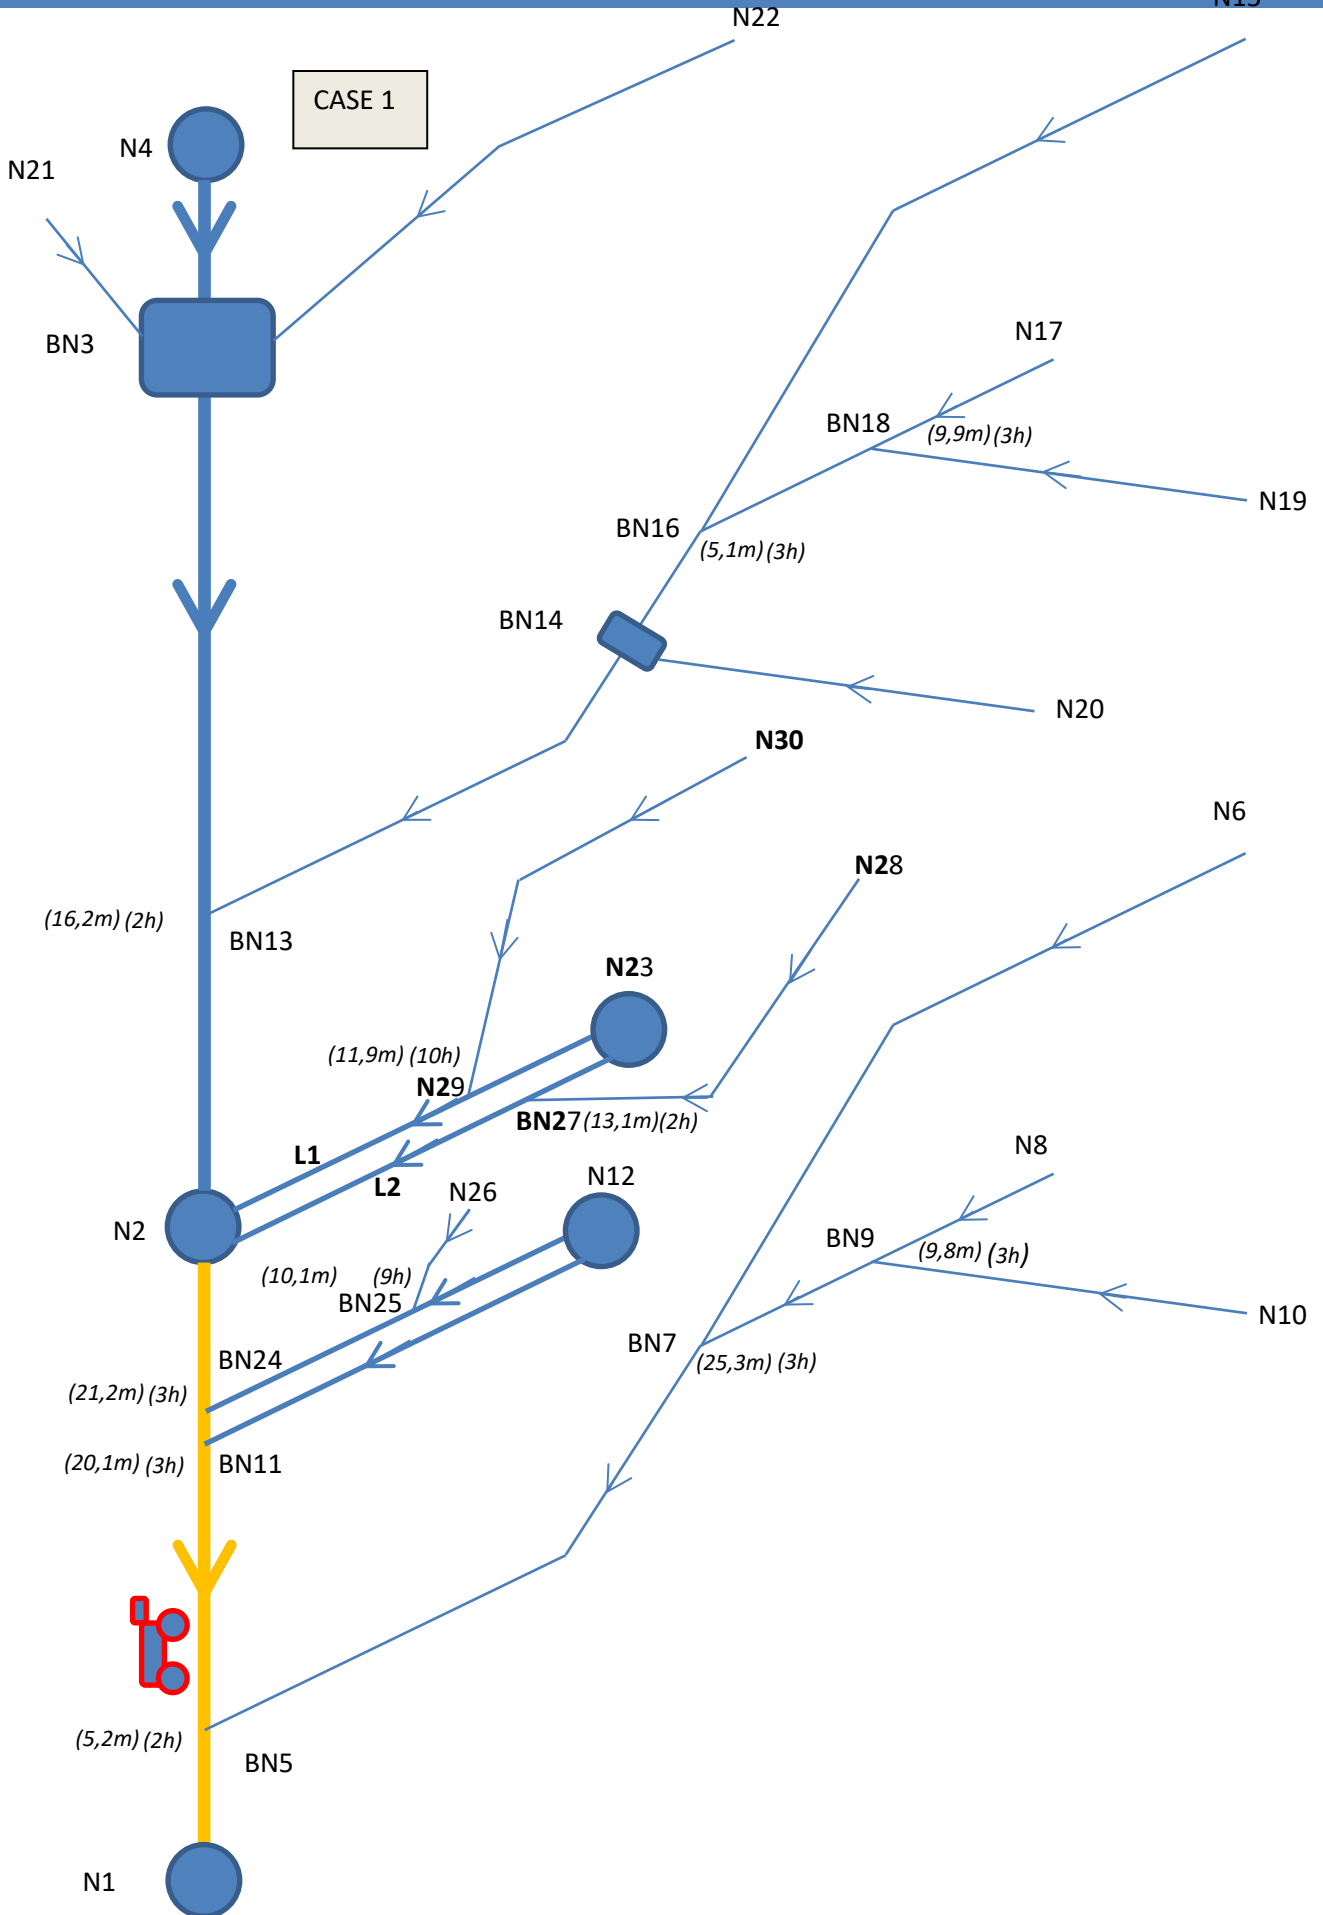 N15
N22
CASE 1
N4
N21
N17
BN3
BN18
(9,9m) (3h)
N19
BN16
(5,1m) (3h)
BN14
N20
N30
N6
N28
(16,2m) (2h)
BN13
N23
(11,9m) (10h)
N29
BN27 (13,1m)(2h)
N8
L1
N12
L2
N26
N2
BN9
(9,8m) (3h)
(10,1m) (9h)
BN25
N10
BN7
BN24
(25,3m) (3h)
(21,2m) (3h)
(20,1m) (3h)
BN11
(5,2m) (2h)
BN5
N1